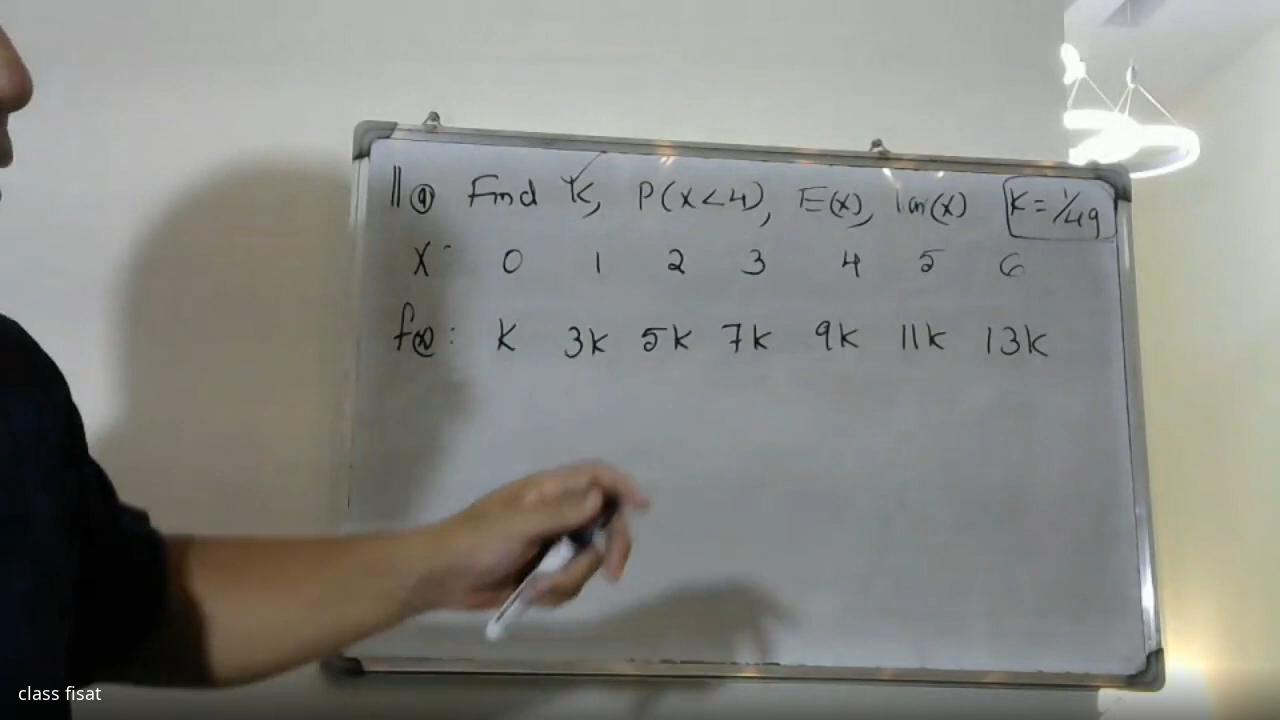 11 a Find K, P(X<4), E(X), Var(X) K = 1/49
X 0 1 2 3 4 5 6
f(x): K 3K 5K 7K 9K 11K 13K
class fisat